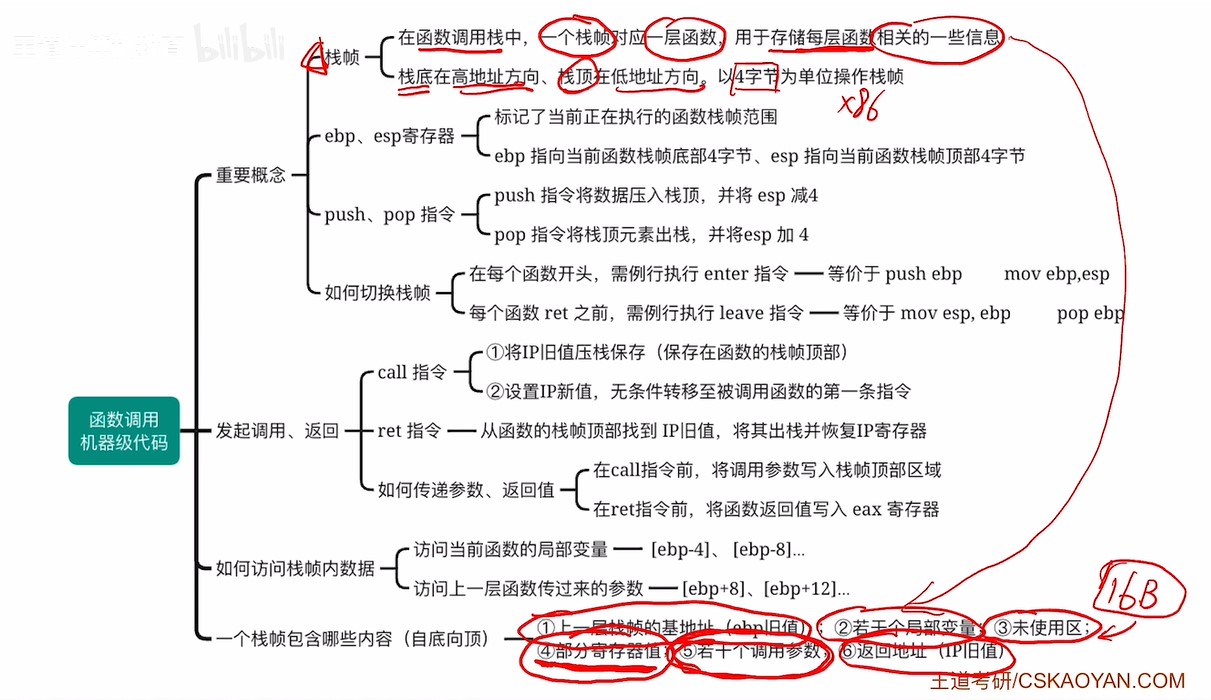 bilibili
栈帧
在函数调用栈中，一个栈帧对应一层函数，用于存储每层函数相关的一些信息
栈底在高地址方向、栈顶在低地址方向。以4字节为单位操作栈帧
x86
重要概念
ebp、esp寄存器
标记了当前正在执行的函数栈帧范围
ebp 指向当前函数栈帧底部4字节、esp 指向当前函数栈帧顶部4字节
push、pop 指令
push 指令将数据压入栈顶，并将 esp 减4
pop 指令将栈顶元素出栈，并将esp 加 4
如何切换栈帧
在每个函数开头，需例行执行 enter 指令 等价于 push ebp mov ebp,esp
每个函数 ret 之前，需例行执行 leave 指令 等价于 mov esp, ebp pop ebp
函数调用
机器级代码
发起调用、返回
call 指令
①将IP旧值压栈保存（保存在函数的栈帧顶部）
②设置IP新值，无条件转移至被调用函数的第一条指令
ret 指令 从函数的栈帧顶部找到 IP旧值，将其出栈并恢复IP寄存器
如何传递参数、返回值
在call指令前，将调用参数写入栈帧顶部区域
在ret指令前，将函数返回值写入 eax 寄存器
如何访问栈帧内数据
访问当前函数的局部变量 [ebp-4]、 [ebp-8]...
访问上一层函数传过来的参数 [ebp+8]、[ebp+12]...
16B
一个栈帧包含哪些内容（自底向顶）
①上一层栈帧的基地址（ebp旧值）；②若干个局部变量；③未使用区；
④部分寄存器值；⑤若干个调用参数；⑥返回地址（IP旧值）
王道考研/CSKAOYAN.COM